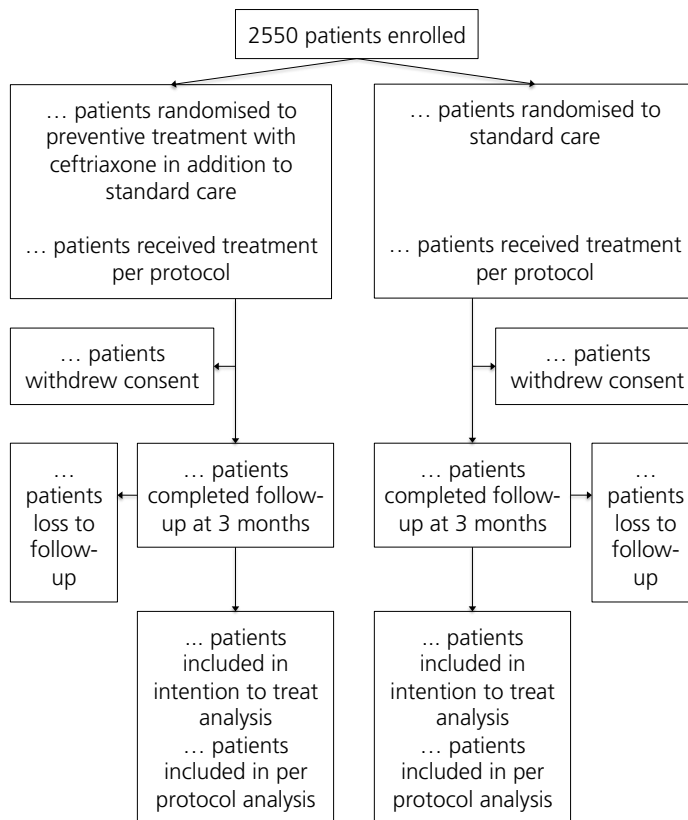 2550 patients enrolled
… patients randomised to
preventive treatment with
ceftriaxone in addition to
standard care
… patients received treatment
per protocol
… patients randomised to
standard care
… patients received treatment
per protocol
… patients
withdrew consent
… patients
withdrew consent
…
patients
loss to
follow-
up
… patients
completed follow-
up at 3 months
… patients
completed follow-
up at 3 months
…
patients
loss to
follow-
up
… patients
included in
intention to treat
analysis
… patients
included in per
protocol analysis
... patients
included in
intention to treat
analysis
… patients
included in per
protocol analysis